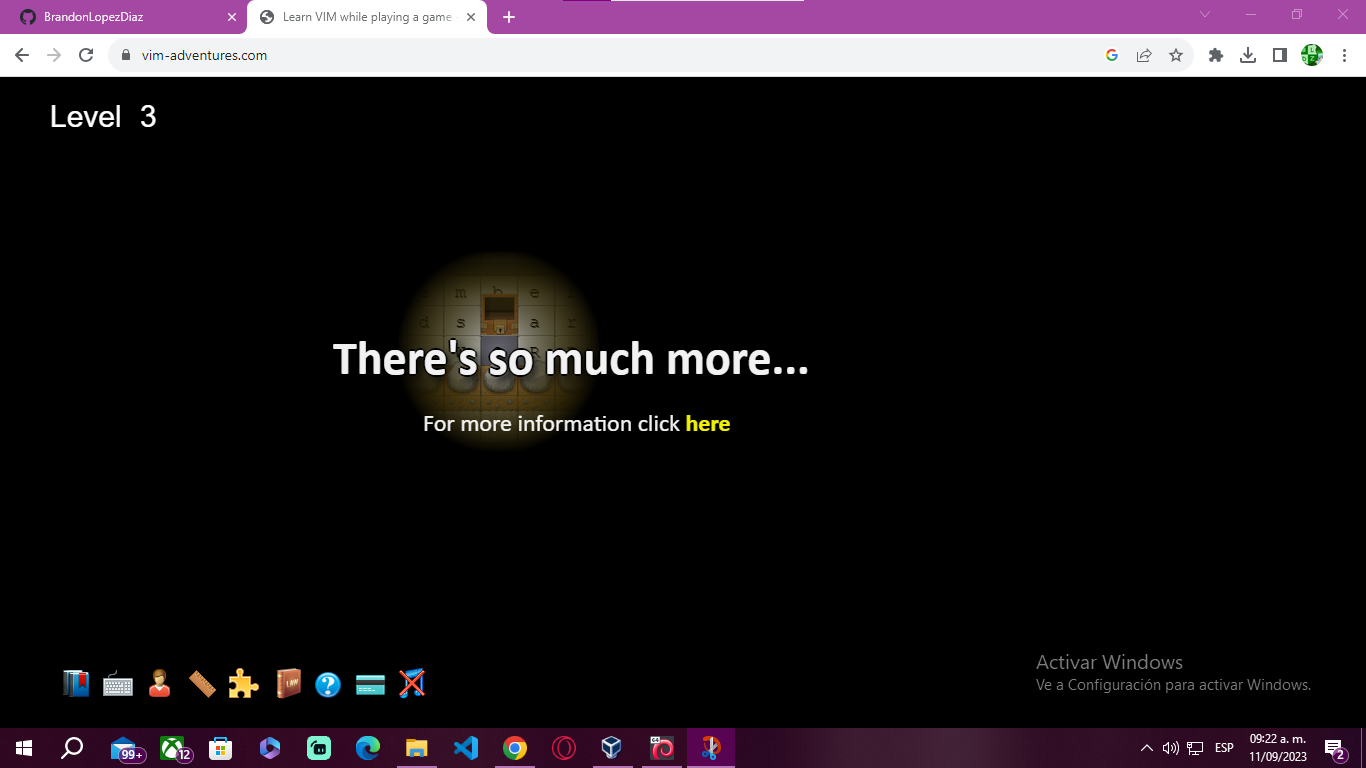 BrandonLopezDiaz
Learn VIM while playing a game
vim-adventures.com
Level 3
m b e
d s a r
R
There's so much more...
For more information click here
LAW
Activar Windows
Ve a Configuración para activar Windows.
99+
12
ESP
09:22 a. m.
11/09/2023
2